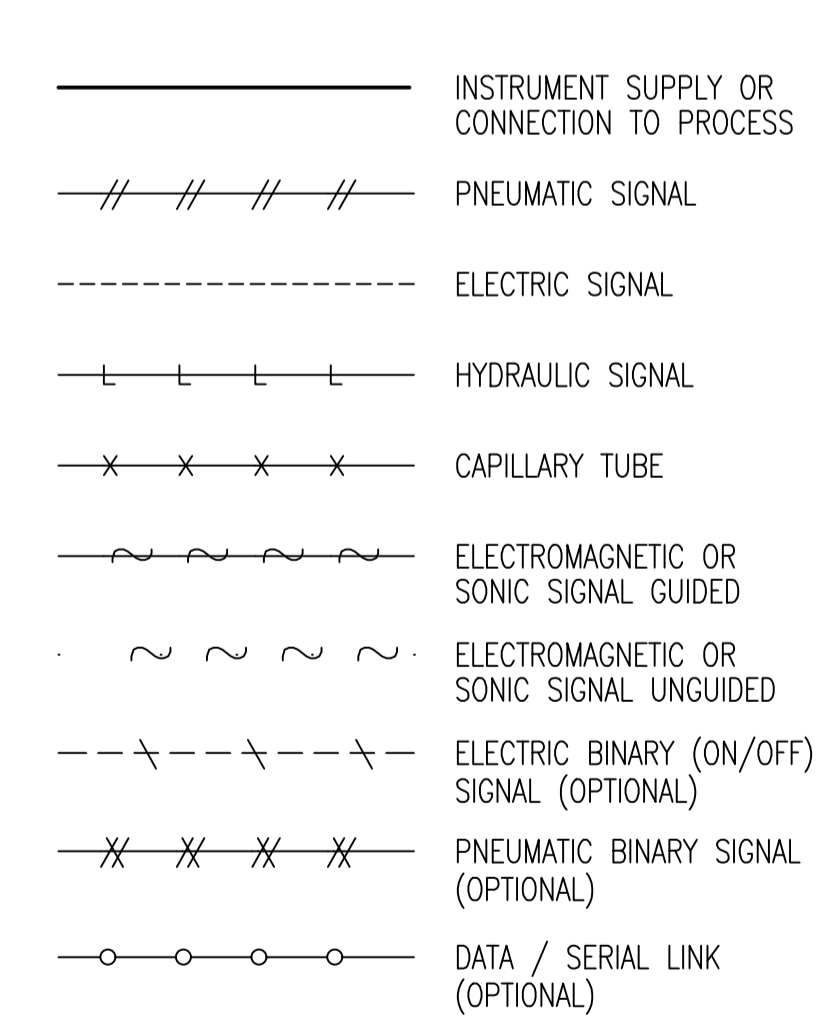 INSTRUMENT SUPPLY OR
CONNECTION TO PROCESS
PNEUMATIC SIGNAL
ELECTRIC SIGNAL
HYDRAULIC SIGNAL
CAPILLARY TUBE
ELECTROMAGNETIC OR
SONIC SIGNAL GUIDED
ELECTROMAGNETIC OR
SONIC SIGNAL UNGUIDED
ELECTRIC BINARY (ON/OFF)
SIGNAL (OPTIONAL)
PNEUMATIC BINARY SIGNAL
(OPTIONAL)
DATA / SERIAL LINK
(OPTIONAL)